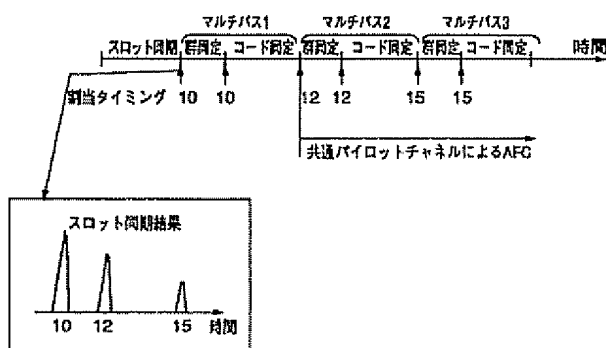 マルチパス1 マルチパス2 マルチパス3
スロット同期 群同定 コード同定 群同定 コード同定 群同定 コード同定 時間
割当タイミング 10 10 12 12 15 15
共通パイロットチャネルによるAFC
スロット同期結果
10 12 15 時間